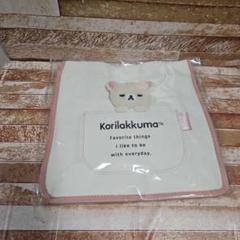 Korilakkuma™
Favorite things
i like to be
with everyday.